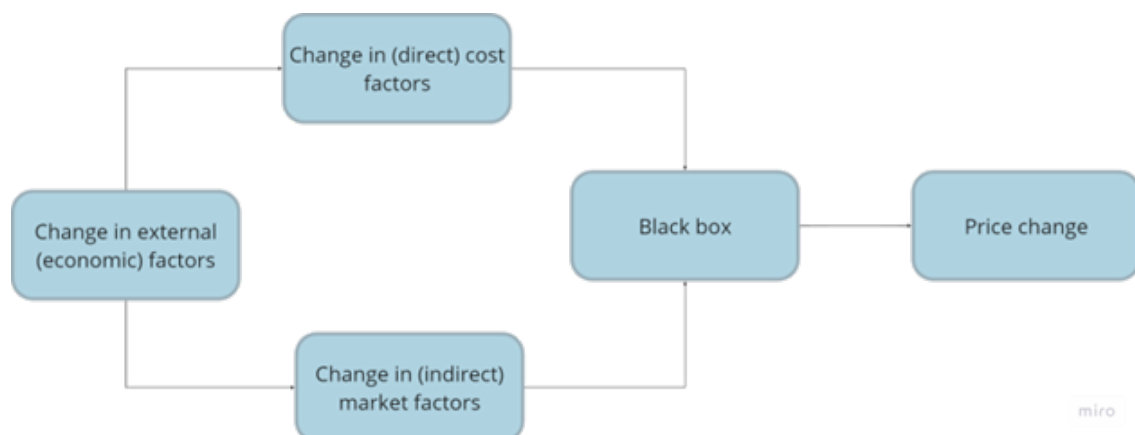 Change in (direct) cost
factors
Change in external
(economic) factors
Black box
Price change
Change in (indirect)
market factors
miro